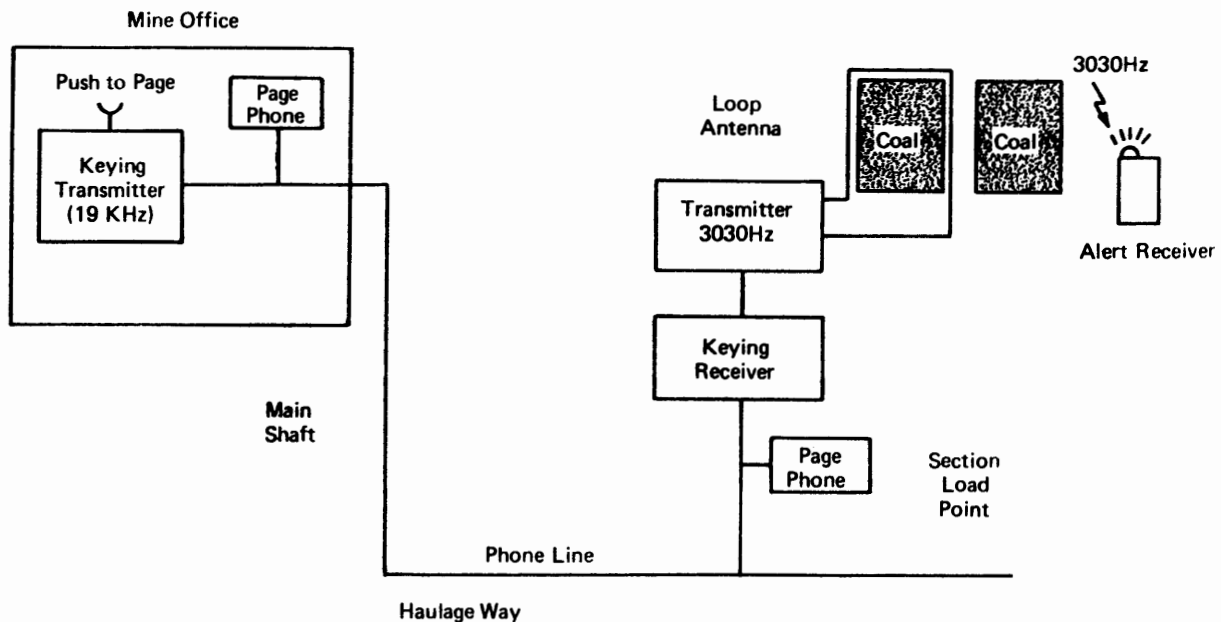 Mine Office
Push to Page
Page
Phone
Keying
Transmitter
(19 KHz)
Loop
Antenna
Coal
Coal
3030Hz
Transmitter
3030Hz
Alert Receiver
Keying
Receiver
Main
Shaft
Page
Phone
Section
Load
Point
Phone Line
Haulage Way